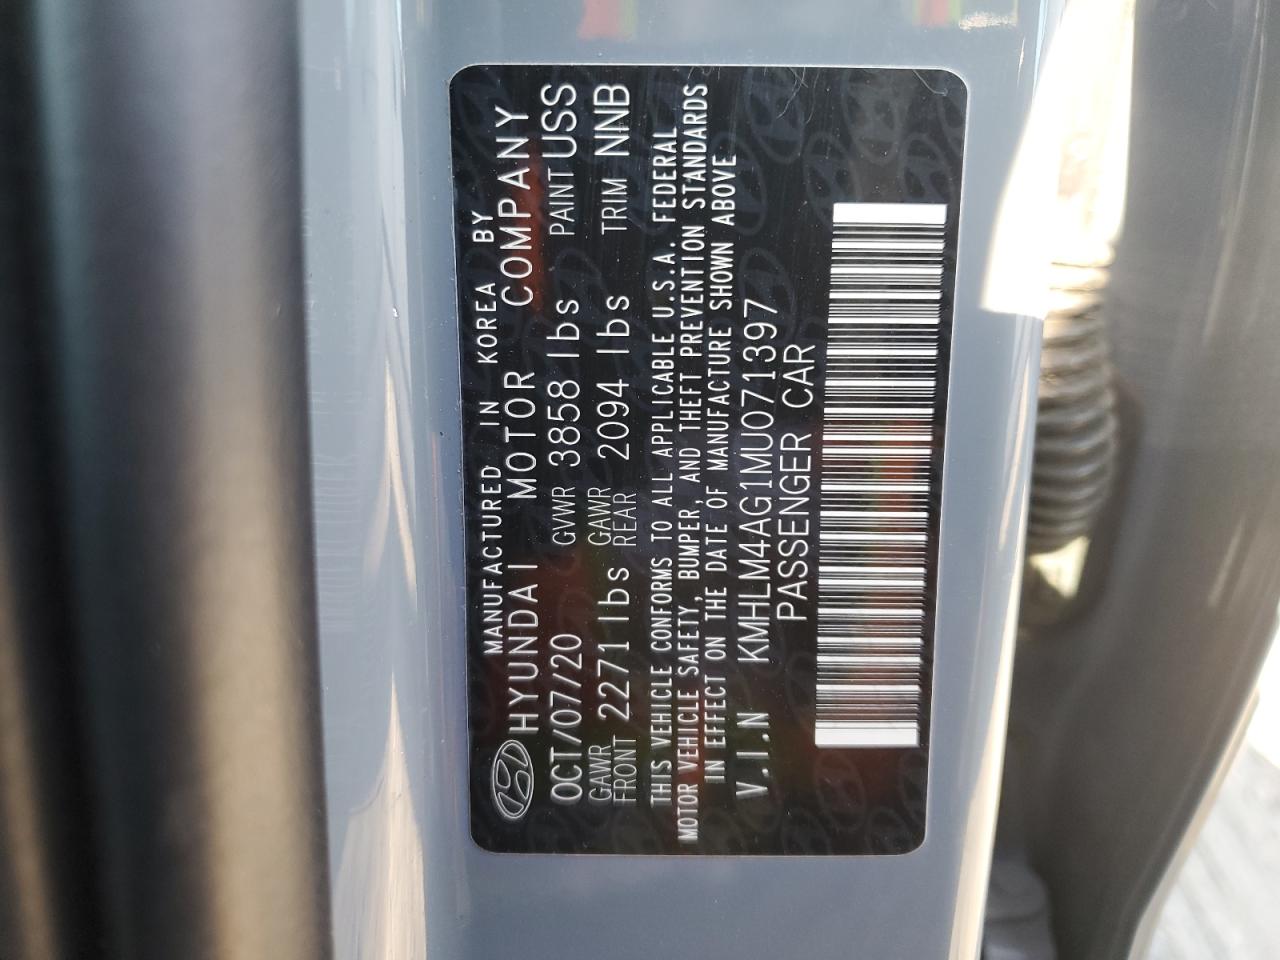 MANUFACTURED IN KOREA BY
HYUNDAI MOTOR COMPANY
OCT/07/20 GVWR 3858 lbs PAINT USS
GAWR FRONT 2271 lbs GAWR REAR 2094 lbs TRIM NNB
THIS VEHICLE CONFORMS TO ALL APPLICABLE U.S.A. FEDERAL
MOTOR VEHICLE SAFETY, BUMPER, AND THEFT PREVENTION STANDARDS
IN EFFECT ON THE DATE OF MANUFACTURE SHOWN ABOVE
V.I.N KMHLM4AG1MU071397
PASSENGER CAR